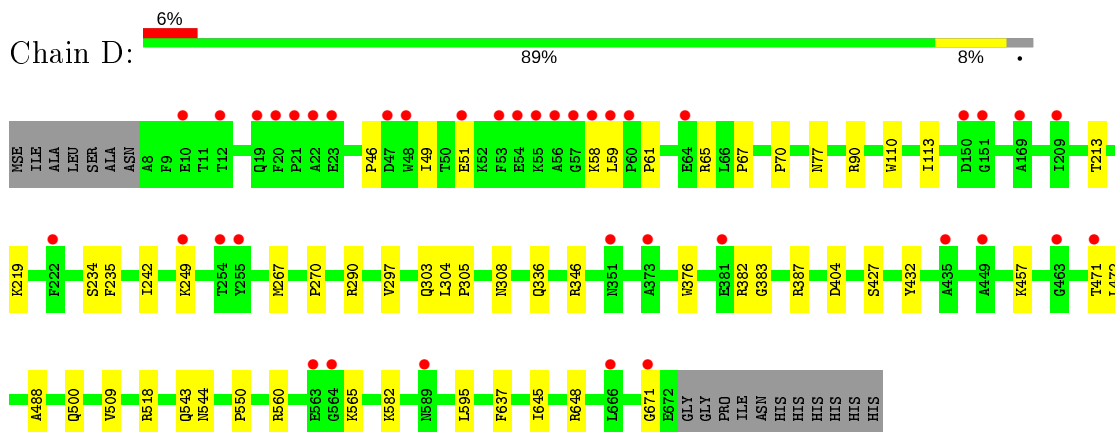 6%
Chain D:
89%
8%
•
MSE ILE ALA LEU SER ALA ASN A8 F9 E10 T11 T12 Q19 F20 P21 A22 E23 P46 D47 W48 I49 T50 E51 K52 F53 E54 K55 A56 G57 K58 L59 P60 P61 E64 R65 L66 P67 P70 N77 R90 W110 I113 D150 G151 A169 I209 T213
K219 F222 S234 F235 I242 K249 T254 Y255 M267 P270 R290 V297 Q303 L304 P305 N308 Q336 R346 N351 A373 W376 E381 R382 G383 R387 D404 S427 Y432 A435 A449 K457 G463 T471 L472
A488 Q500 V509 R518 Q543 N544 P550 R560 E563 G564 K565 K582 N589 L595 F637 I645 R648 L666 G671 E672 GLY GLY PRO ILE ASN HIS HIS HIS HIS HIS HIS